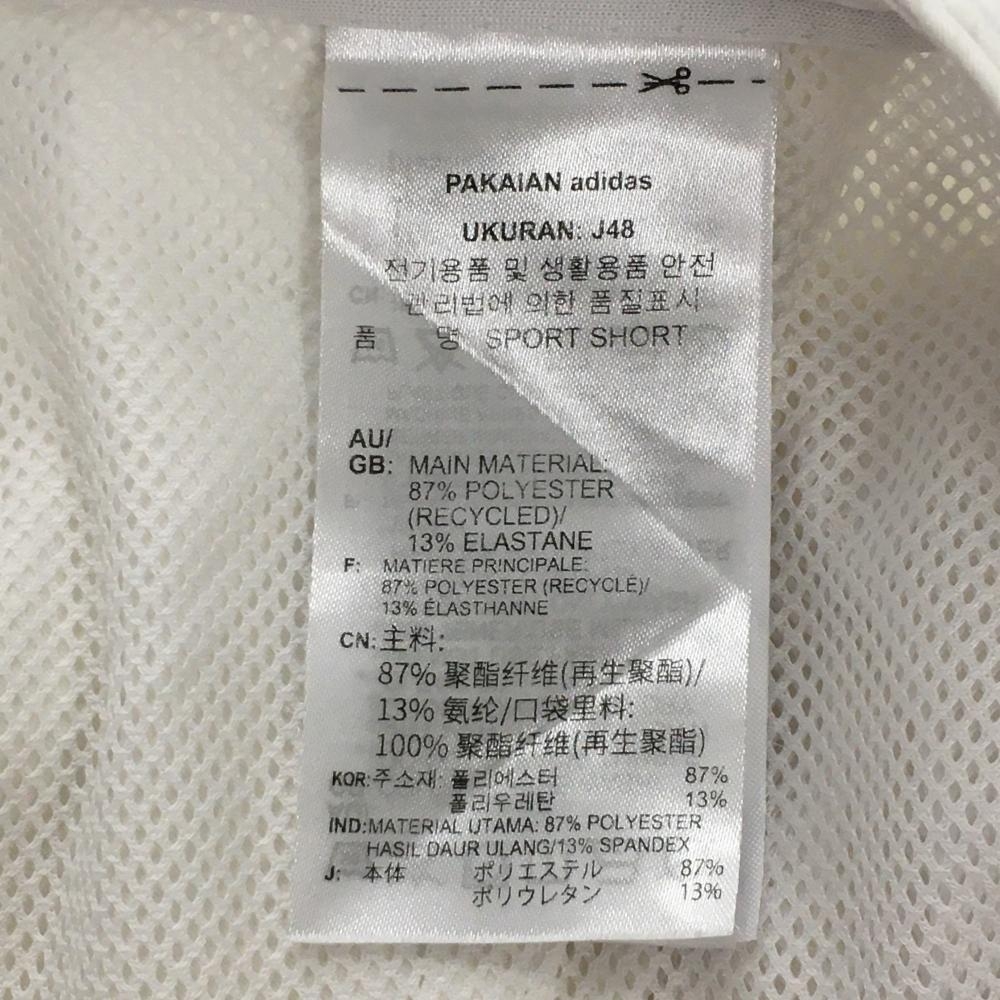 PAKAIAN adidas
UKURAN: J48
전기용품 및 생활용품 안전
관리법에 의한 품질표시
품 명 SPORT SHORT
AU/
GB: MAIN MATERIAL:
87% POLYESTER
(RECYCLED)/
13% ELASTANE
F: MATIERE PRINCIPALE:
87% POLYESTER (RECYCLÉ)/
13% ÉLASTHANNE
CN:主料:
87% 聚酯纤维(再生聚酯)/
13% 氨纶/口袋里料:
100% 聚酯纤维(再生聚酯)
KOR:주소재: 폴리에스터 87%
폴리우레탄 13%
IND:MATERIAL UTAMA: 87% POLYESTER
HASIL DAUR ULANG/13% SPANDEX
J: 本体 ポリエステル 87%
ポリウレタン 13%